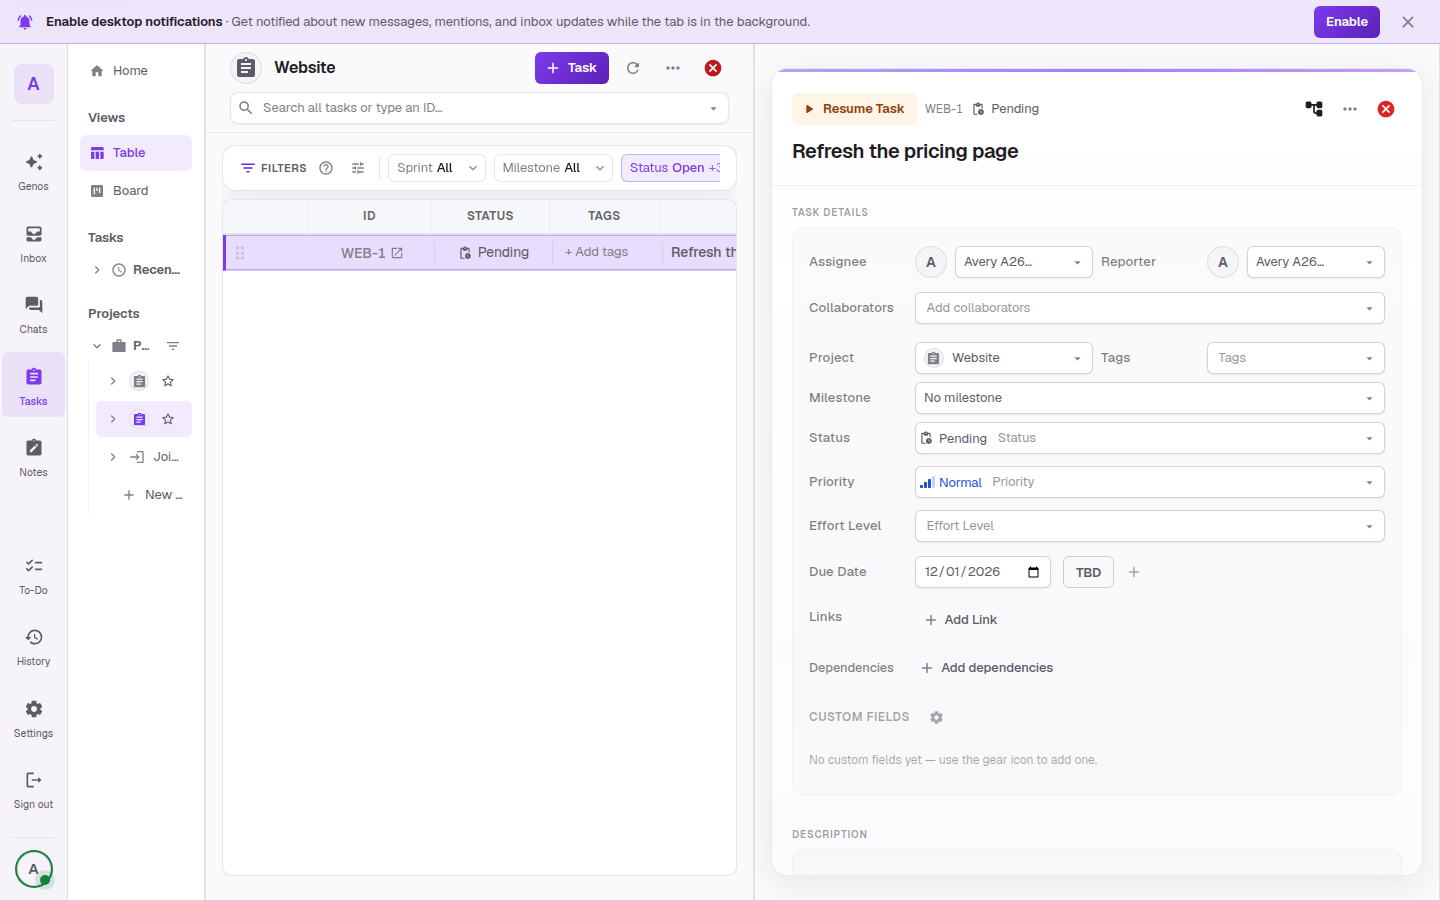 Enable desktop notifications · Get notified about new messages, mentions, and inbox updates while the tab is in the background.
Enable
A
Genos
Inbox
Chats
Tasks
Notes
To-Do
History
Settings
Sign out
A
Home
Views
Table
Board
Tasks
Recen...
Projects
P...
Joi...
New ...
Website
Task
Search all tasks or type an ID...
FILTERS
Sprint All
Milestone All
Status Open +3
ID STATUS TAGS
WEB-1 Pending + Add tags Refresh th
Resume Task WEB-1 Pending
Refresh the pricing page
TASK DETAILS
Assignee A Avery A26... Reporter A Avery A26...
Collaborators Add collaborators
Project Website Tags Tags
Milestone No milestone
Status Pending Status
Priority Normal Priority
Effort Level Effort Level
Due Date 12/01/2026 TBD
Links Add Link
Dependencies Add dependencies
CUSTOM FIELDS
No custom fields yet — use the gear icon to add one.
DESCRIPTION